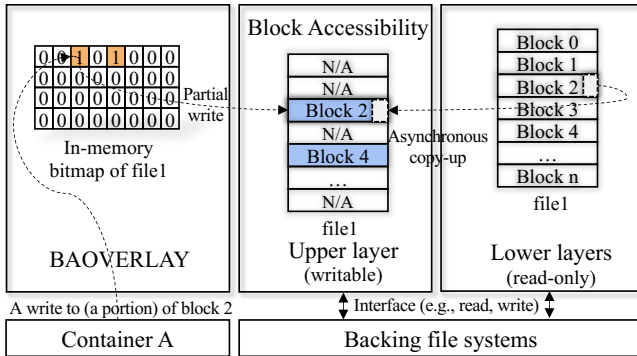 0 0 1 0 1 0 0 0
0 0 0 0 0 0 0 0
0 0 0 0 0 0 0 0
0 0 0 0 0 0 0 0
In-memory
bitmap of file1
Partial
write
BAOVERLAY
Block Accessibility
N/A
N/A
Block 2
N/A
Block 4
...
N/A
file1
Upper layer
(writable)
Asynchronous
copy-up
Block 0
Block 1
Block 2
Block 3
Block 4
...
Block n
file1
Lower layers
(read-only)
A write to (a portion) of block 2
Interface (e.g., read, write)
Container A
Backing file systems